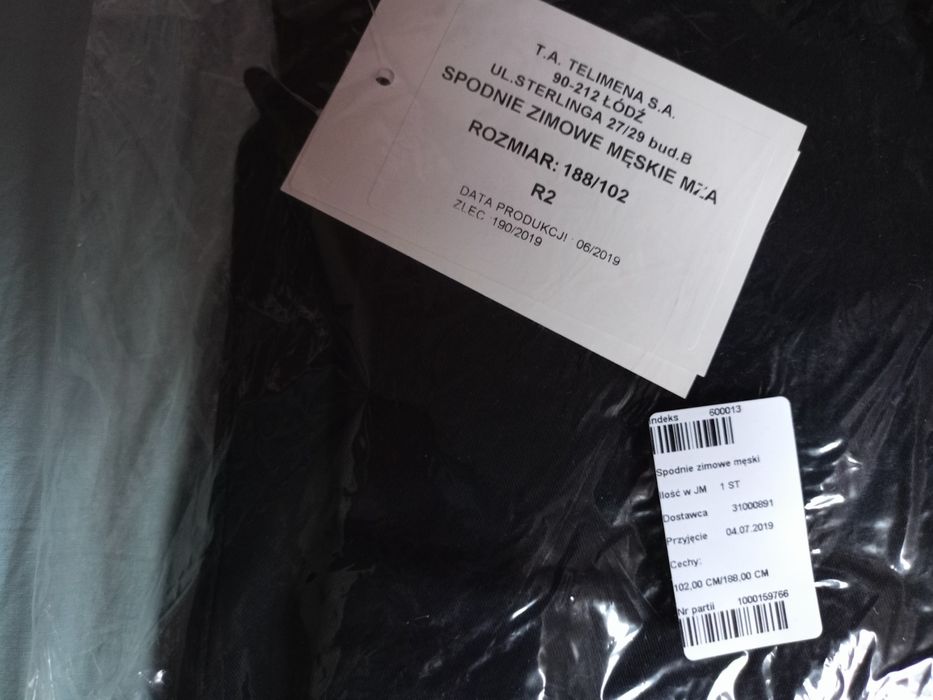 T.A. TELIMENA S.A.
90-212 ŁÓDŹ
UL.STERLINGA 27/29 bud.B
SPODNIE ZIMOWE MĘSKIE MZA
ROZMIAR: 188/102
R2
DATA PRODUKCJI 06/2019
ZLEC 190/2019
Indeks 600013
Spodnie zimowe męski
Ilość w JM 1 ST
Dostawca 31000891
Przyjęcie 04.07.2019
Cechy:
102,00 CM/188,00 CM
Nr partii 1000159766